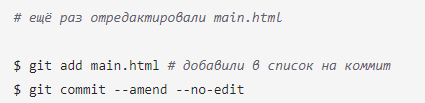 # ещё раз отредактировали main.html
$ git add main.html # добавили в список на коммит
$ git commit --amend --no-edit